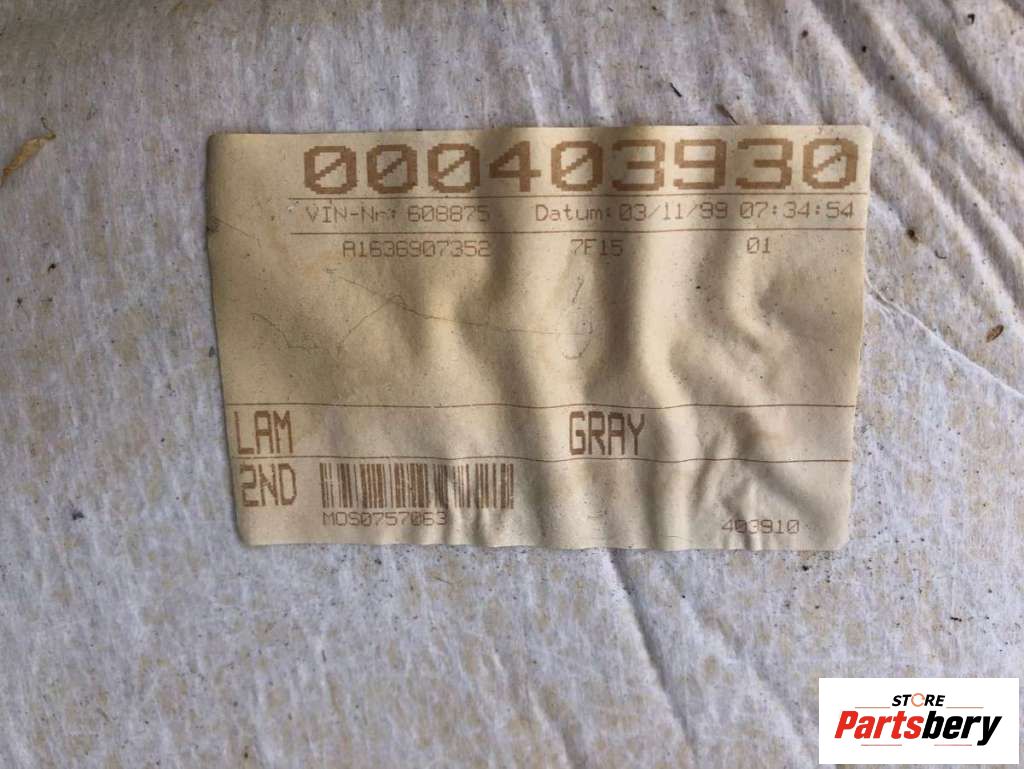 000403930
VIN-Nr: 608875 Datum: 03/11/99 07:34:54
A1636907352 7F15 01
LAM GRAY
2ND
MOS0757063 403910
STORE
Partsbery